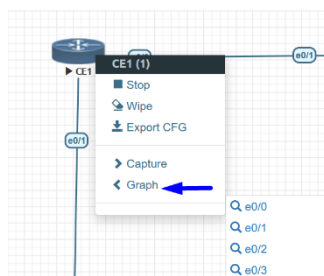 e0/1
CE1
CE1 (1)
Stop
Wipe
Export CFG
Capture
Graph
e0/1
e0/0
e0/1
e0/2
e0/3